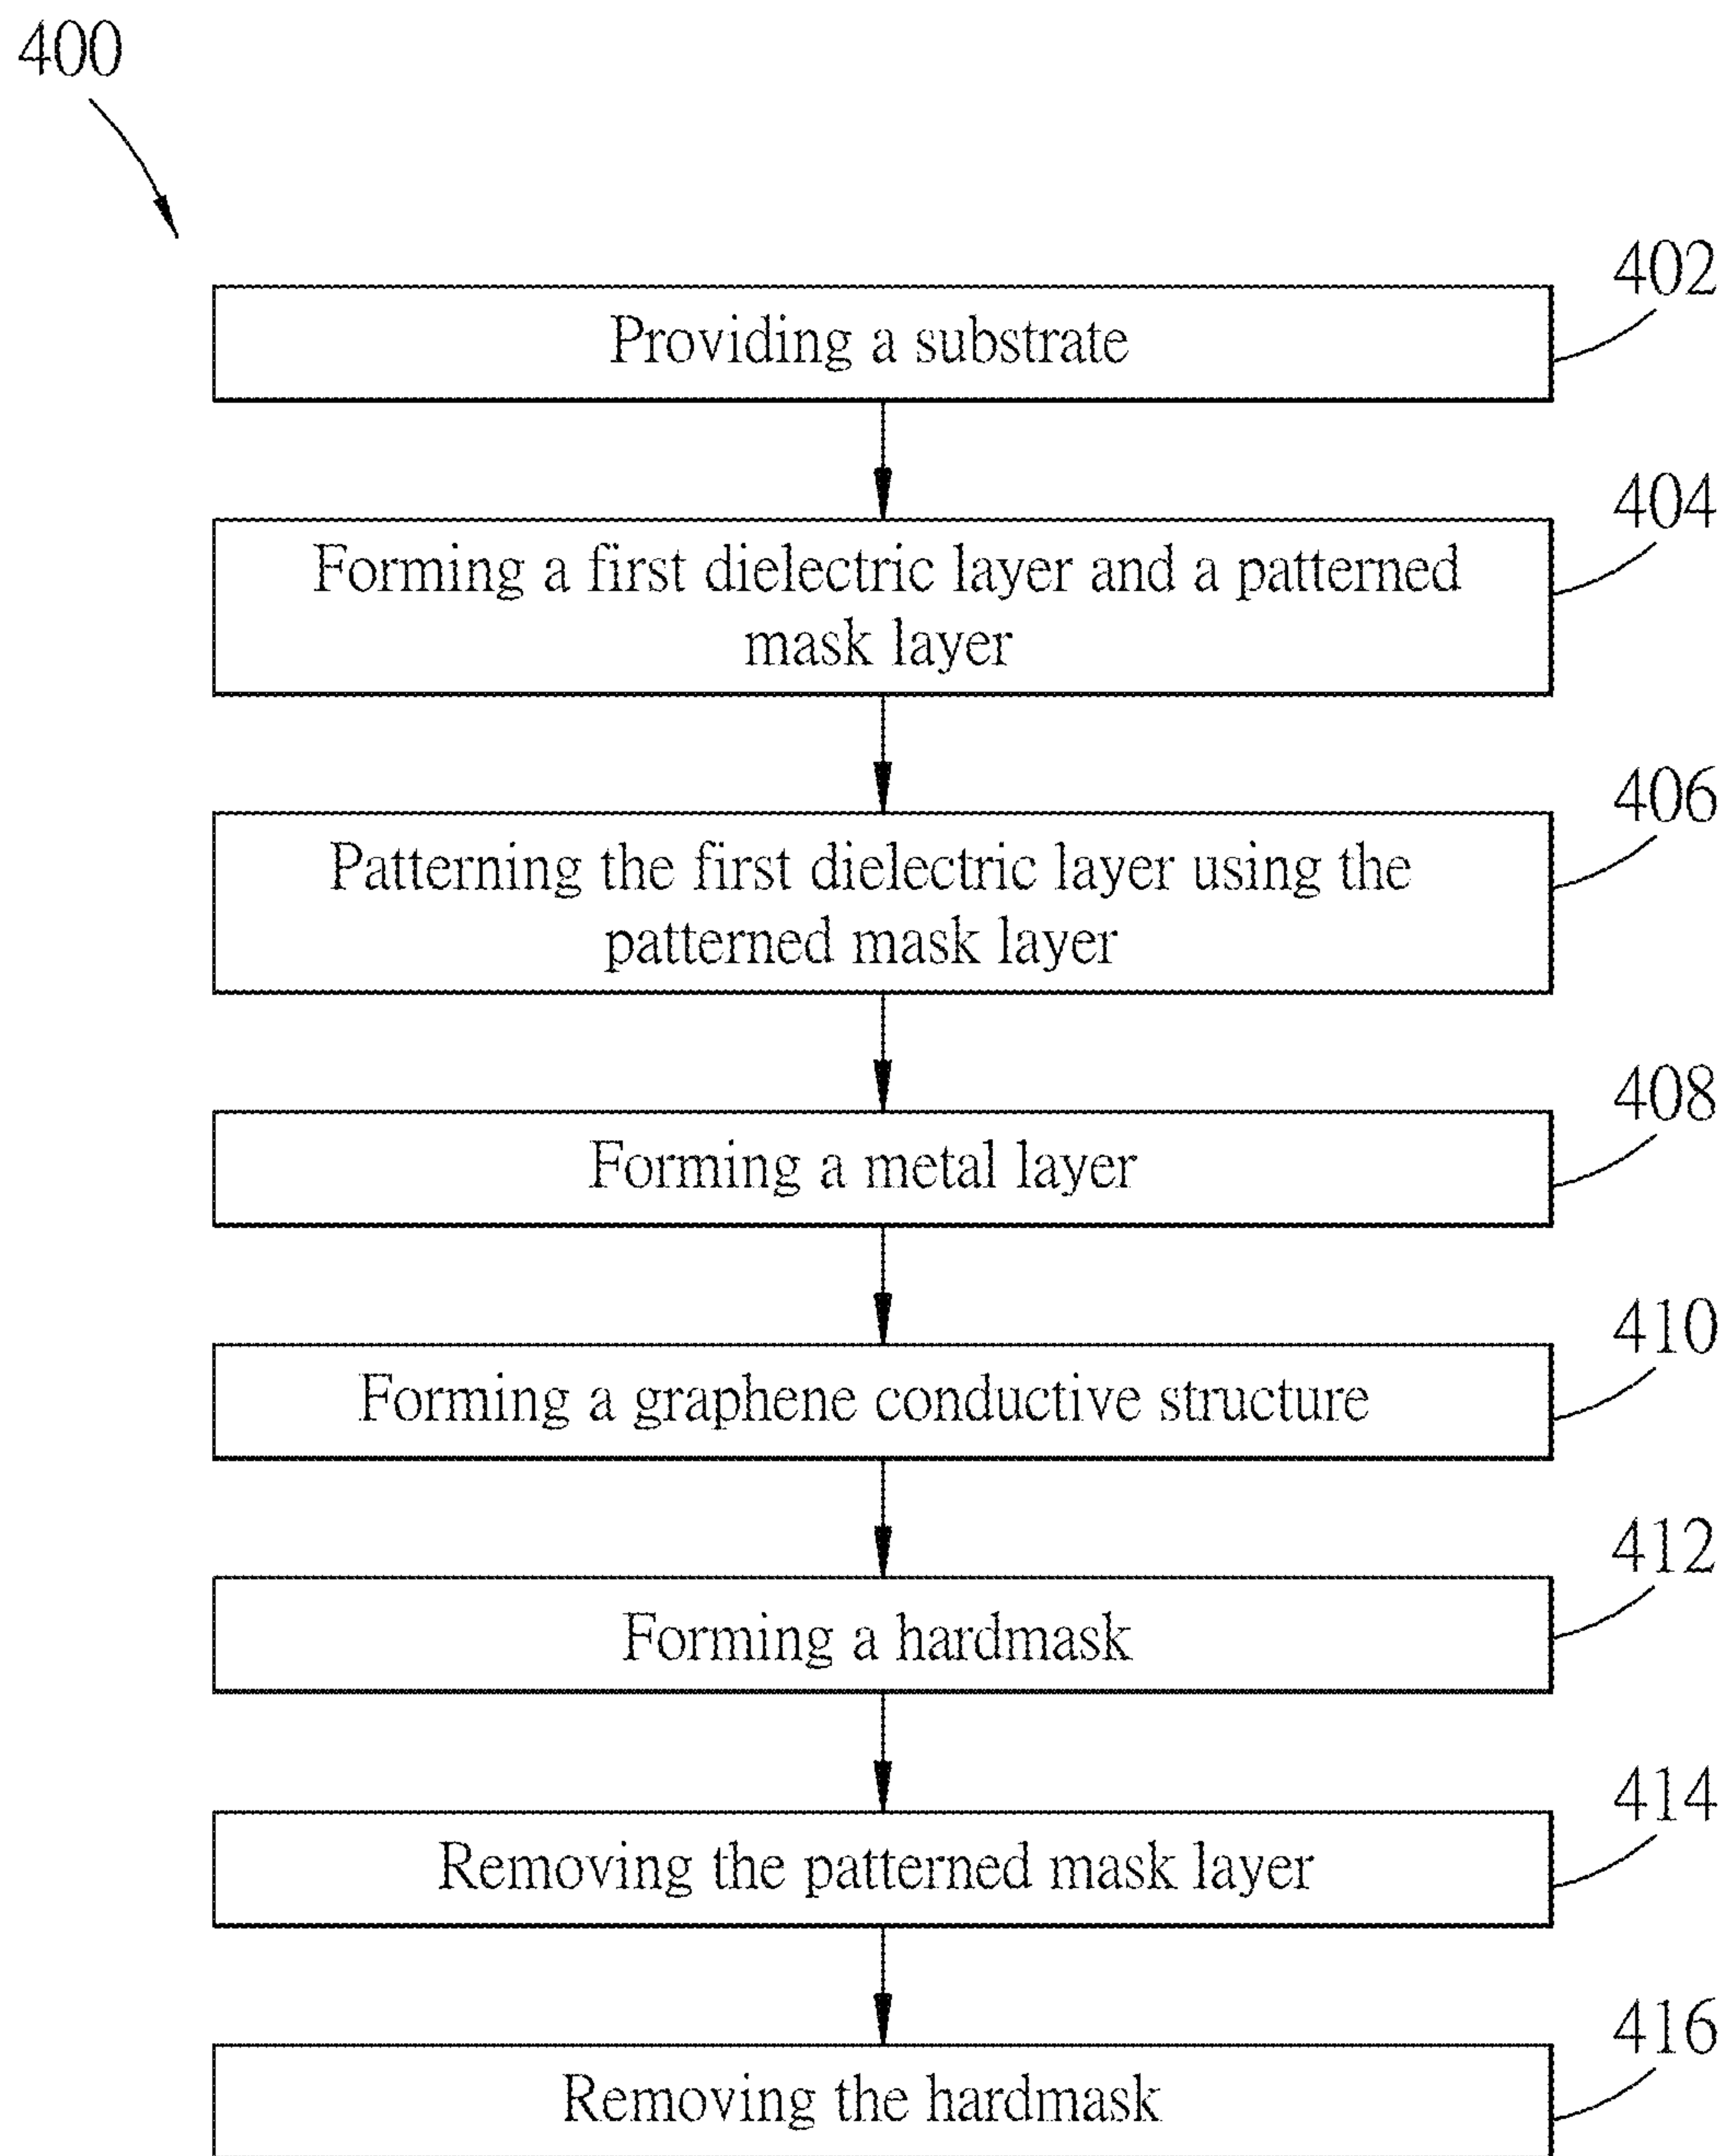 400
402
Providing a substrate
404
Forming a first dielectric layer and a patterned
mask layer
406
Patterning the first dielectric layer using the
patterned mask layer
408
Forming a metal layer
410
Forming a graphene conductive structure
412
Forming a hardmask
414
Removing the patterned mask layer
416
Removing the hardmask